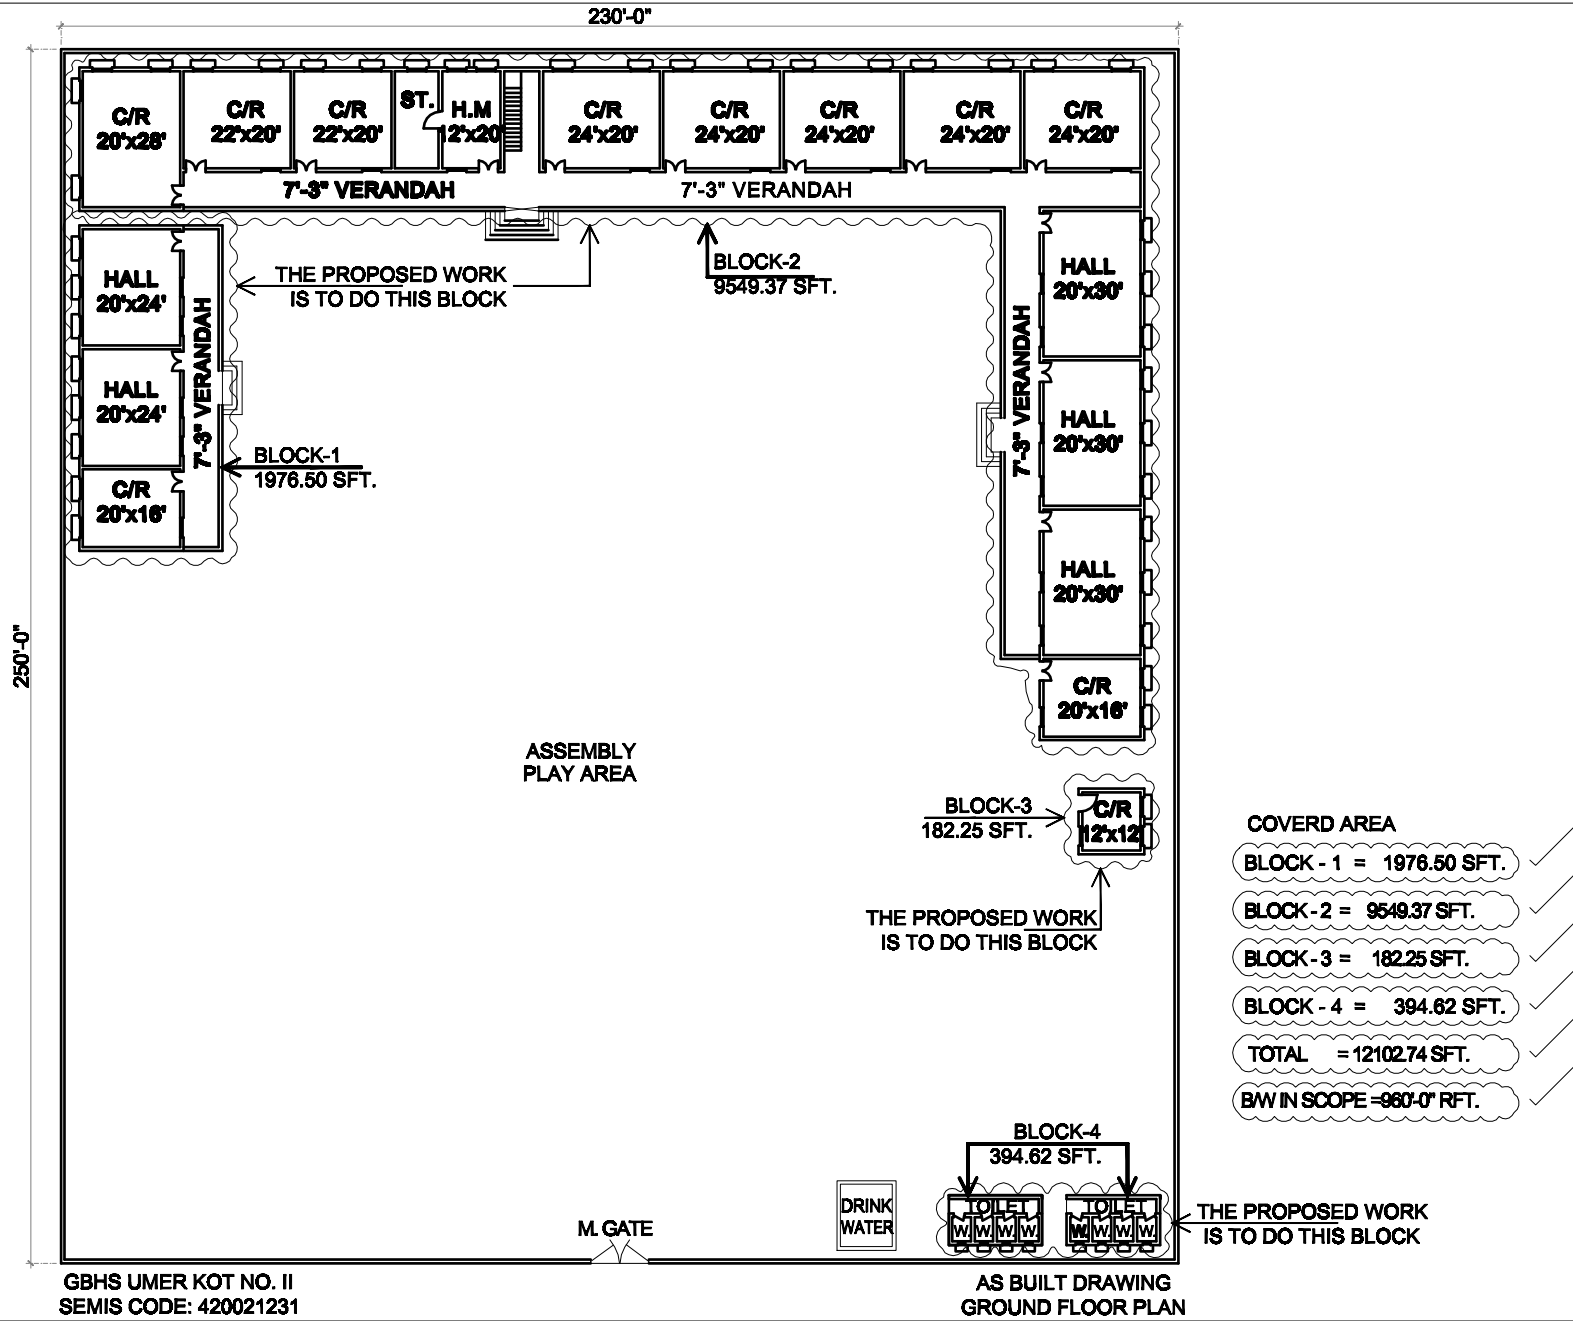 230'-0"
C/R
20'x28'
C/R
22'x20'
C/R
22'x20'
ST.
H.M
12'x20'
C/R
24'x20'
C/R
24'x20'
C/R
24'x20'
C/R
24'x20'
C/R
24'x20'
7'-3" VERANDAH
7'-3" VERANDAH
THE PROPOSED WORK
IS TO DO THIS BLOCK
BLOCK-2
9549.37 SFT.
HALL
20'x24'
HALL
20'x24'
C/R
20'x16'
7'-3" VERANDAH
BLOCK-1
1976.50 SFT.
7'-3" VERANDAH
HALL
20'x30'
HALL
20'x30'
HALL
20'x30'
C/R
20'x16'
250'-0"
ASSEMBLY
PLAY AREA
BLOCK-3
182.25 SFT.
C/R
12'x12'
THE PROPOSED WORK
IS TO DO THIS BLOCK
COVERD AREA
BLOCK - 1 = 1976.50 SFT.
BLOCK - 2 = 9549.37 SFT.
BLOCK - 3 = 182.25 SFT.
BLOCK - 4 = 394.62 SFT.
TOTAL = 12102.74 SFT.
B/W IN SCOPE =960'-0" RFT.
BLOCK-4
394.62 SFT.
DRINK
WATER
TOILET
W. W. W. W.
TOILET
W. W. W. W.
THE PROPOSED WORK
IS TO DO THIS BLOCK
M. GATE
GBHS UMER KOT NO. II
SEMIS CODE: 420021231
AS BUILT DRAWING
GROUND FLOOR PLAN